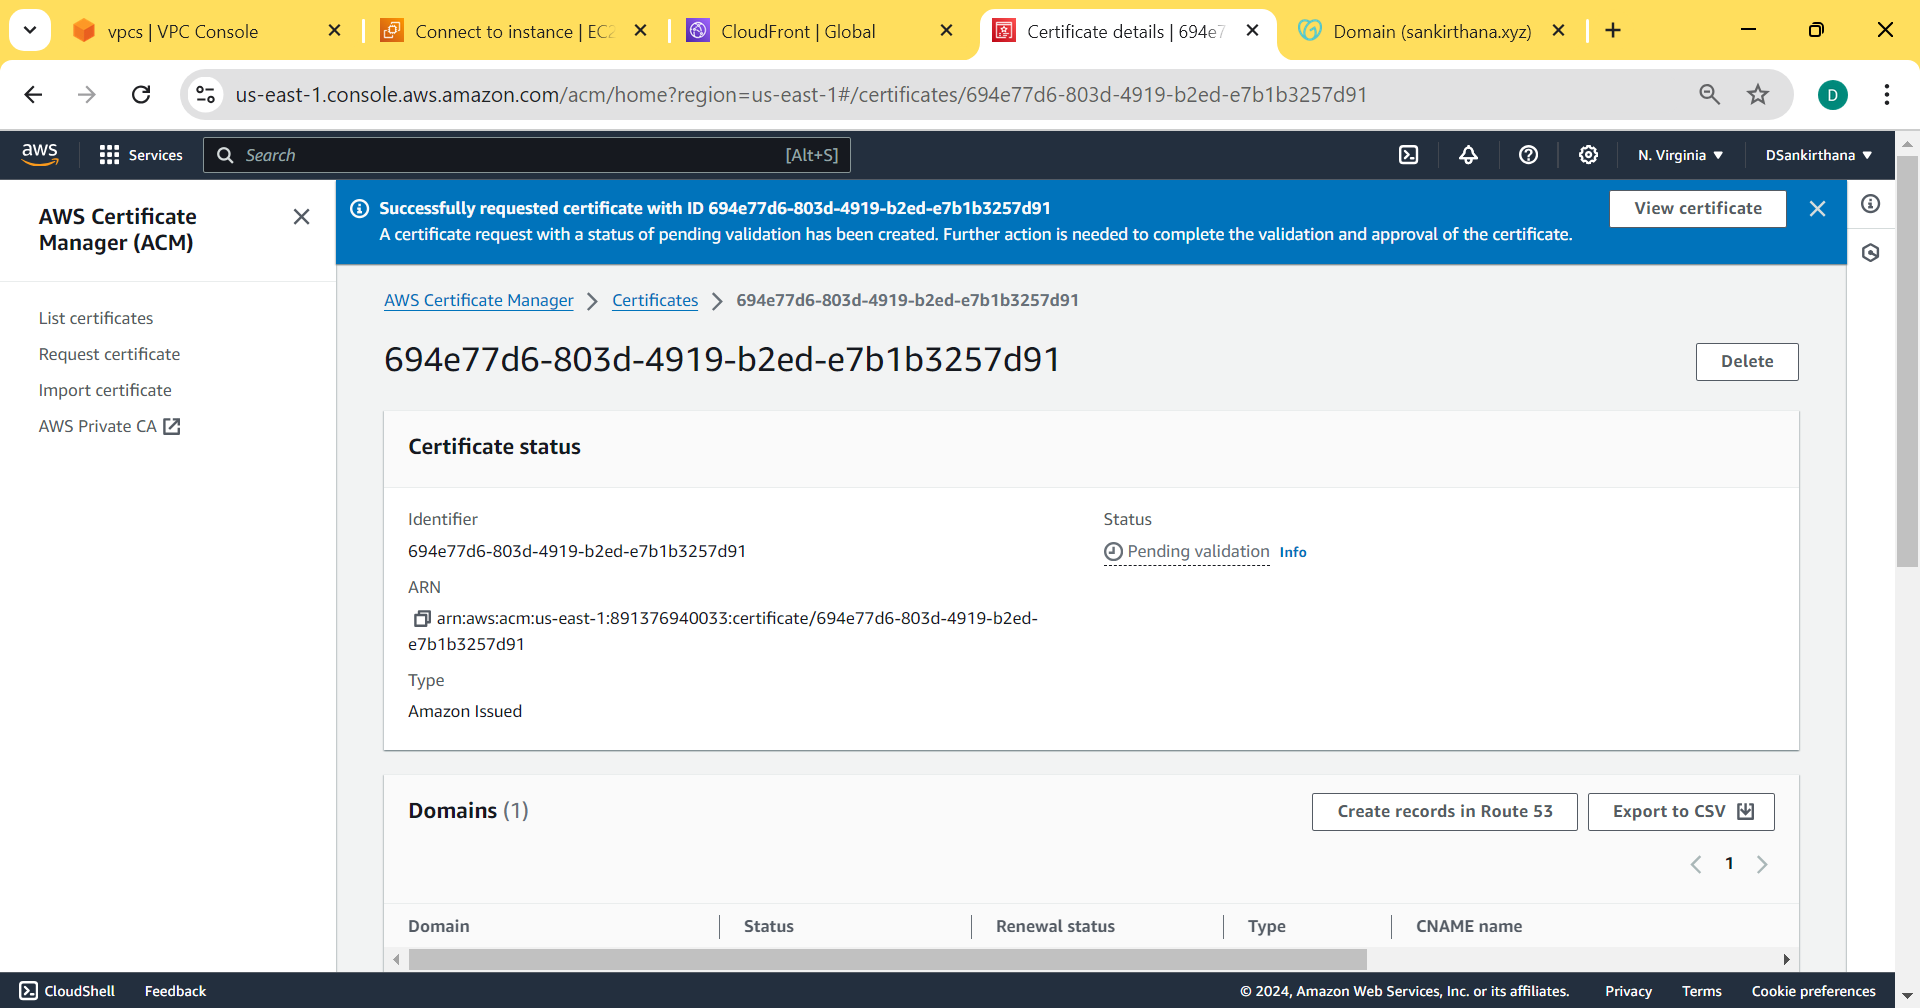 vpcs | VPC Console
Connect to instance | EC2
CloudFront | Global
Certificate details | 694e7
Domain (sankirthana.xyz)
us-east-1.console.aws.amazon.com/acm/home?region=us-east-1#/certificates/694e77d6-803d-4919-b2ed-e7b1b3257d91
D
aws
Services
Search
[Alt+S]
N. Virginia
DSankirthana
AWS Certificate
Manager (ACM)
List certificates
Request certificate
Import certificate
AWS Private CA
Successfully requested certificate with ID 694e77d6-803d-4919-b2ed-e7b1b3257d91
A certificate request with a status of pending validation has been created. Further action is needed to complete the validation and approval of the certificate.
View certificate
AWS Certificate Manager
Certificates
694e77d6-803d-4919-b2ed-e7b1b3257d91
694e77d6-803d-4919-b2ed-e7b1b3257d91
Delete
Certificate status
Identifier
694e77d6-803d-4919-b2ed-e7b1b3257d91
ARN
arn:aws:acm:us-east-1:891376940033:certificate/694e77d6-803d-4919-b2ed-
e7b1b3257d91
Type
Amazon Issued
Status
Pending validation Info
Domains (1)
Create records in Route 53
Export to CSV
1
Domain
Status
Renewal status
Type
CNAME name
CloudShell
Feedback
© 2024, Amazon Web Services, Inc. or its affiliates.
Privacy
Terms
Cookie preferences